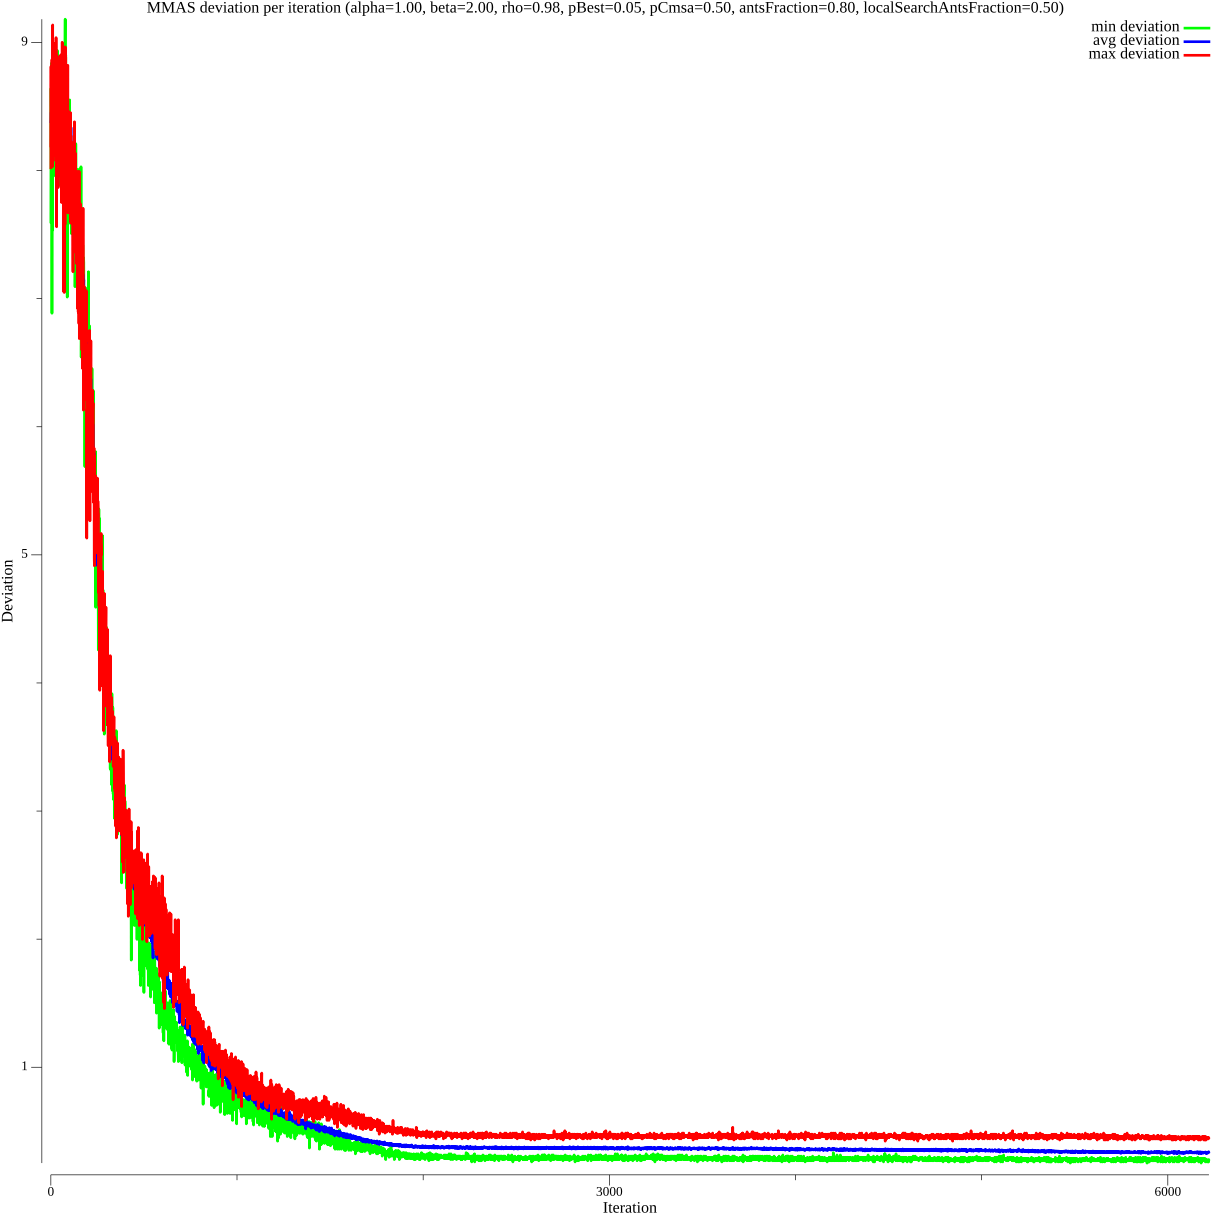 MMAS deviation per iteration (alpha=1.00, beta=2.00, rho=0.98, pBest=0.05, pCmsa=0.50, antsFraction=0.80, localSearchAntsFraction=0.50)
min deviation
avg deviation
max deviation
9
5
1
Deviation
0
3000
6000
Iteration